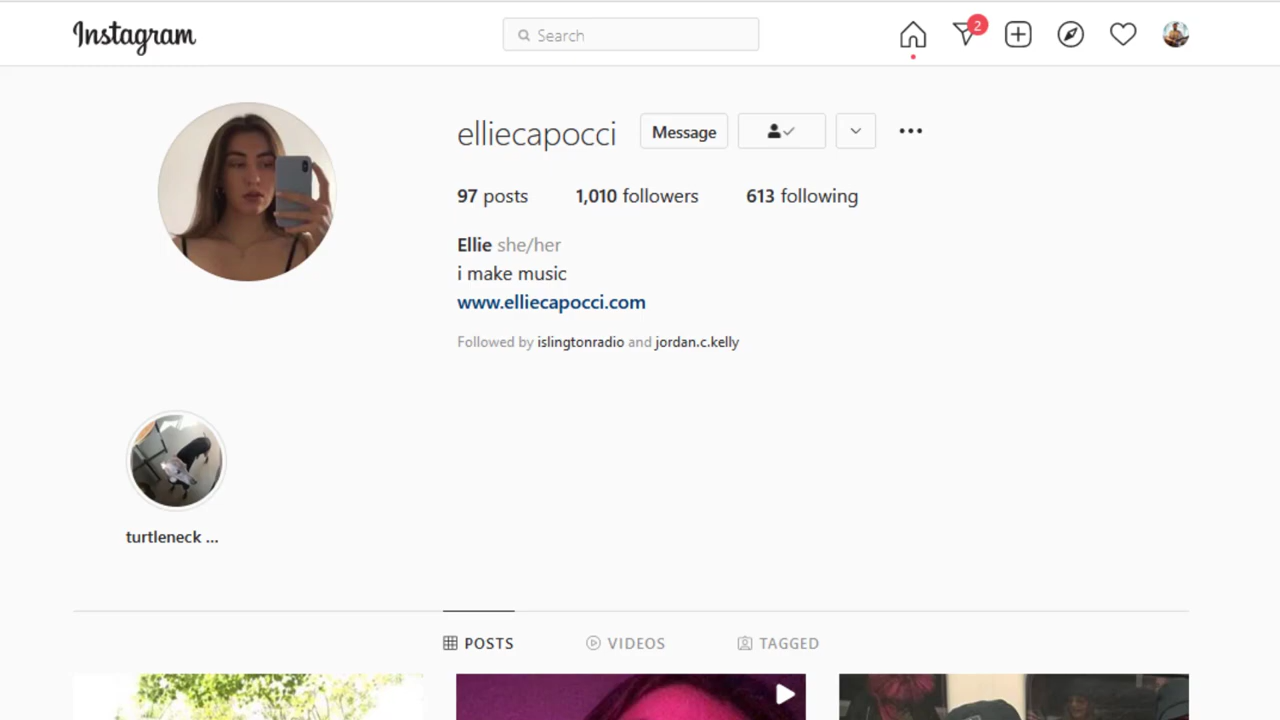 Instagram
Search
2
elliecapocci
Message
97 posts 1,010 followers 613 following
Ellie she/her
i make music
www.elliecapocci.com
Followed by islingtonradio and jordan.c.kelly
turtleneck ...
POSTS VIDEOS TAGGED